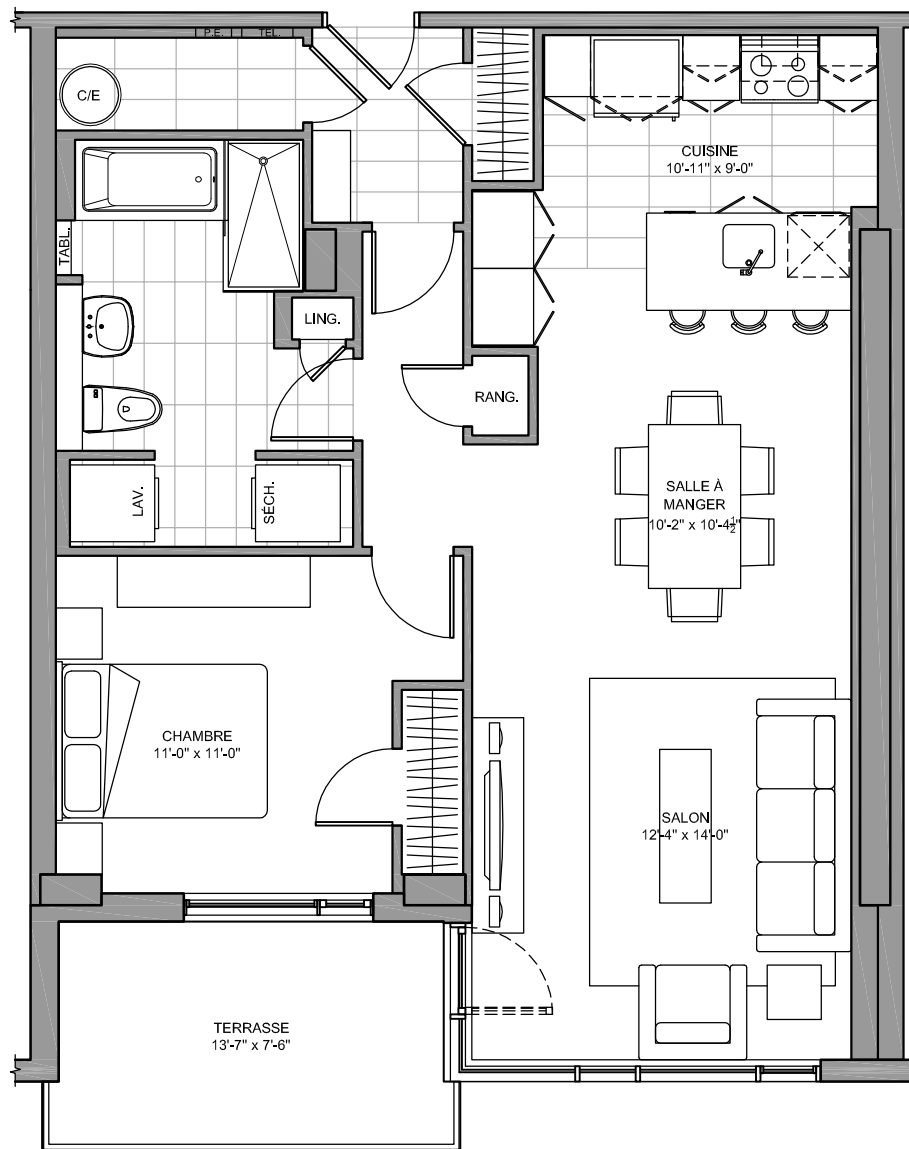 P.E.
TEL.
C/E
CUISINE
10'-11" x 9'-0"
TABL.
LING.
RANG.
LAV.
SÉCH.
SALLE À
MANGER
10'-2" x 10'-4½"
CHAMBRE
11'-0" x 11'-0"
SALON
12'-4" x 14'-0"
TERRASSE
13'-7" x 7'-6"